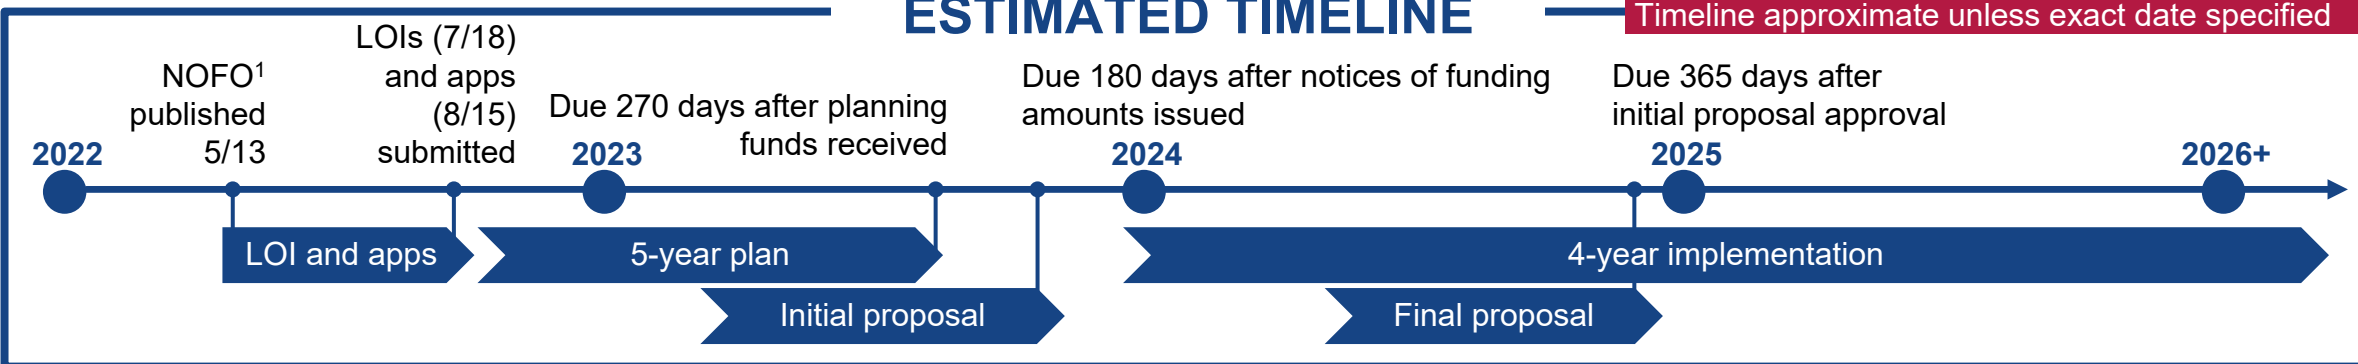 ESTIMATED TIMELINE
Timeline approximate unless exact date specified
NOFO¹
published
5/13
LOIs (7/18)
and apps
(8/15)
submitted
Due 270 days after planning
funds received
Due 180 days after notices of funding
amounts issued
Due 365 days after
initial proposal approval
2022
2023
2024
2025
2026+
LOI and apps
5-year plan
4-year implementation
Initial proposal
Final proposal